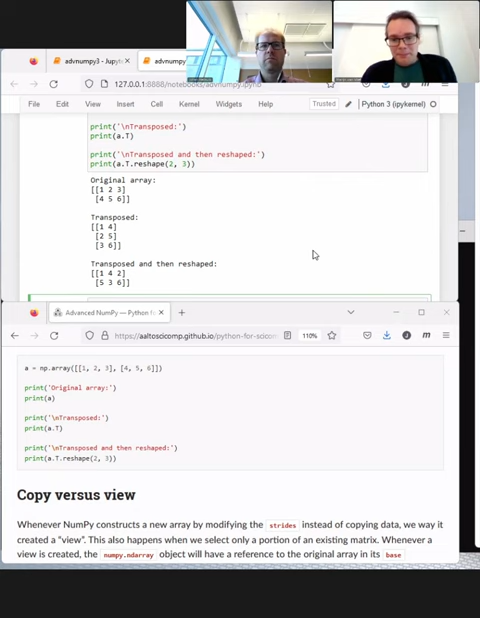 advnumpy3 - Jupyte
advnump
127.0.0.1:8888/notebooks/advnumpy.ipynb
File Edit View Insert Cell Kernel Widgets Help
Trusted Python 3 (ipykernel)
print('\nTransposed:')
print(a.T)
print('\nTransposed and then reshaped:')
print(a.T.reshape(2, 3))
Original array:
[[1 2 3]
[4 5 6]]
Transposed:
[[1 4]
[2 5]
[3 6]]
Transposed and then reshaped:
[[1 4 2]
[5 3 6]]
Advanced NumPy — Python fo
https://aaltoscicomp.github.io/python-for-scicom
110%
a = np.array([[1, 2, 3], [4, 5, 6]])
print('Original array:')
print(a)
print('\nTransposed:')
print(a.T)
print('\nTransposed and then reshaped:')
print(a.T.reshape(2, 3))
Copy versus view
Whenever NumPy constructs a new array by modifying the strides instead of copying data, we way it
created a "view". This also happens when we select only a portion of an existing matrix. Whenever a
view is created, the numpy.ndarray object will have a reference to the original array in its base